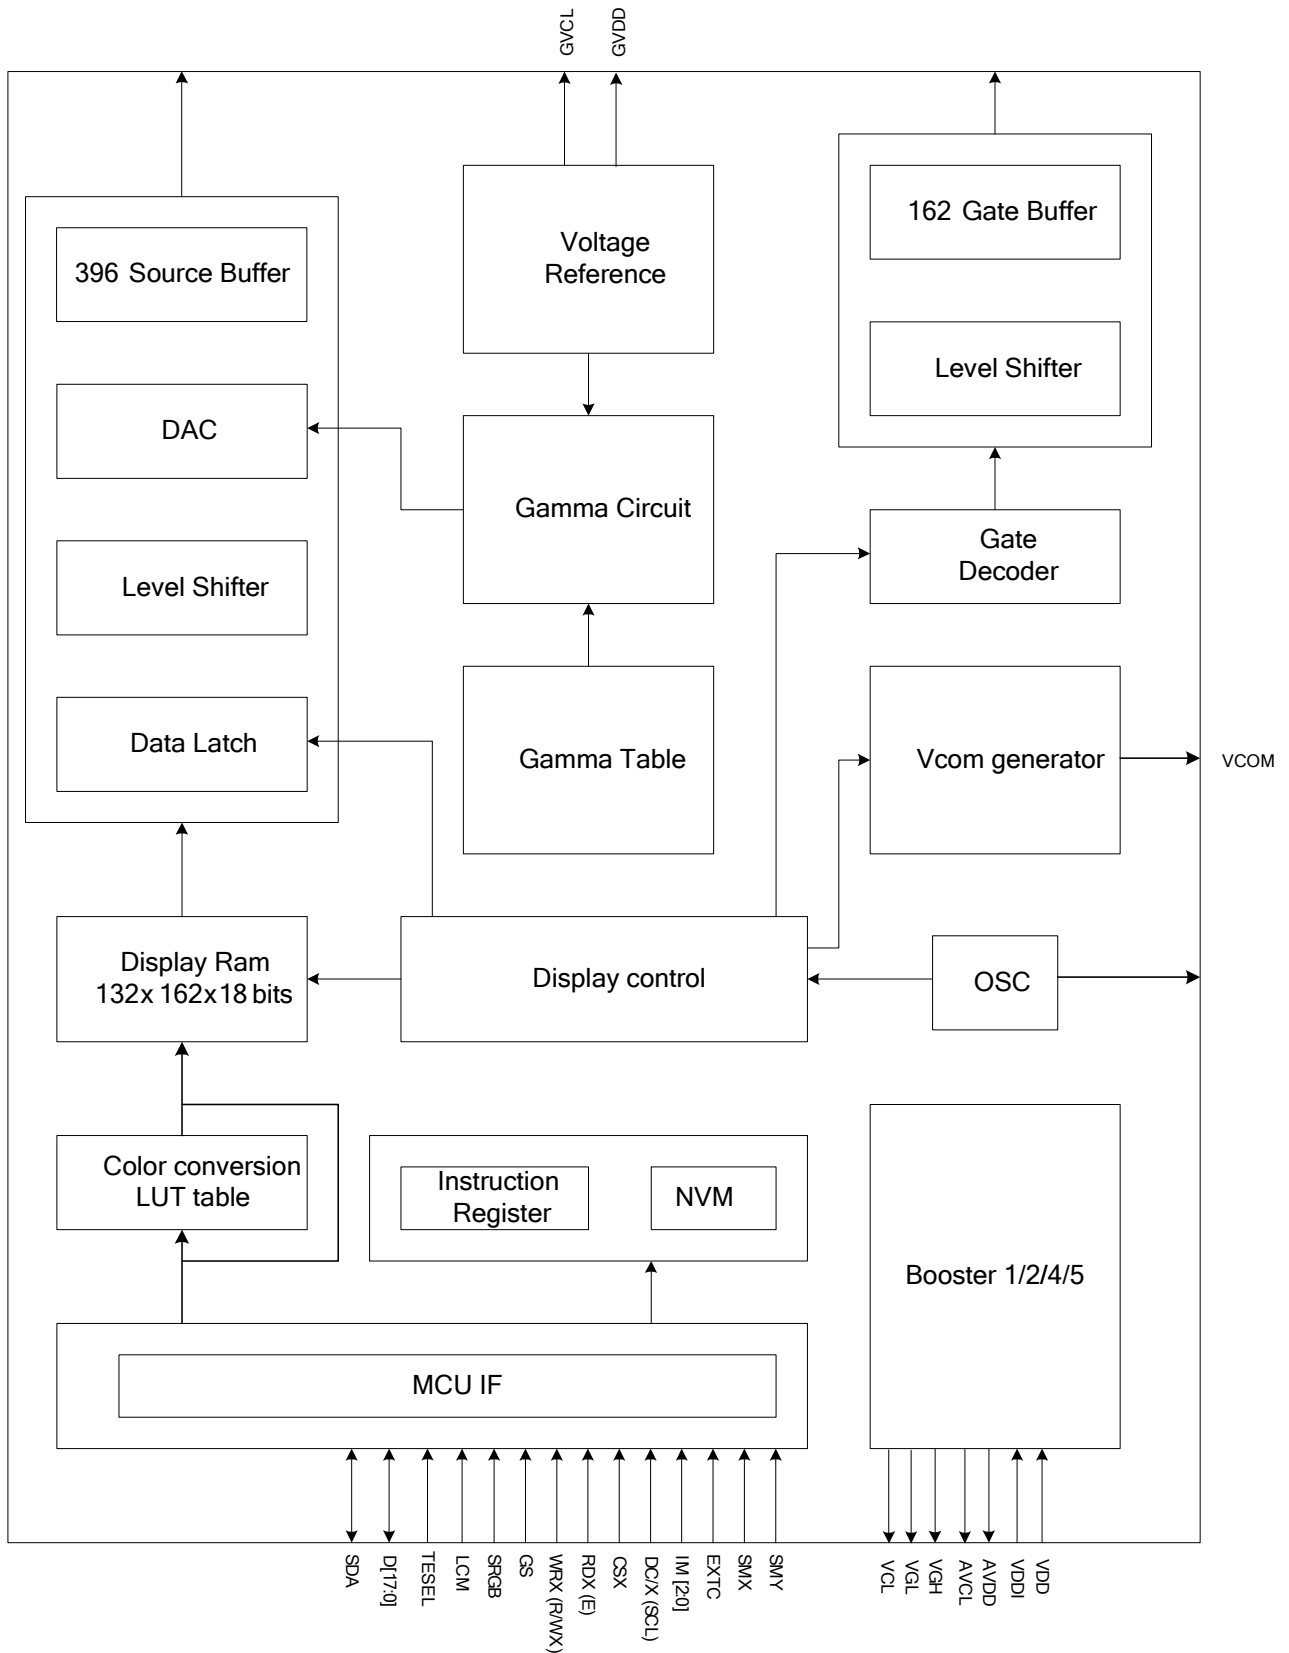 GVCL
GVDD
162 Gate Buffer
Voltage
Reference
396 Source Buffer
Level Shifter
DAC
Gamma Circuit
Gate
Decoder
Level Shifter
Data Latch
Gamma Table
Vcom generator
VCOM
Display Ram
132x 162x18 bits
Display control
OSC
Color conversion
LUT table
Instruction
Register
NVM
Booster 1/2/4/5
MCU IF
SDA
D[17:0]
TESEL
LCM
SRGB
GS
WRX (R/WX)
RDX (E)
CSX
DC/X (SCL)
IM [2:0]
EXTC
SMX
SMY
VCL
VGL
VGH
AVCL
AVDD
VDDI
VDD